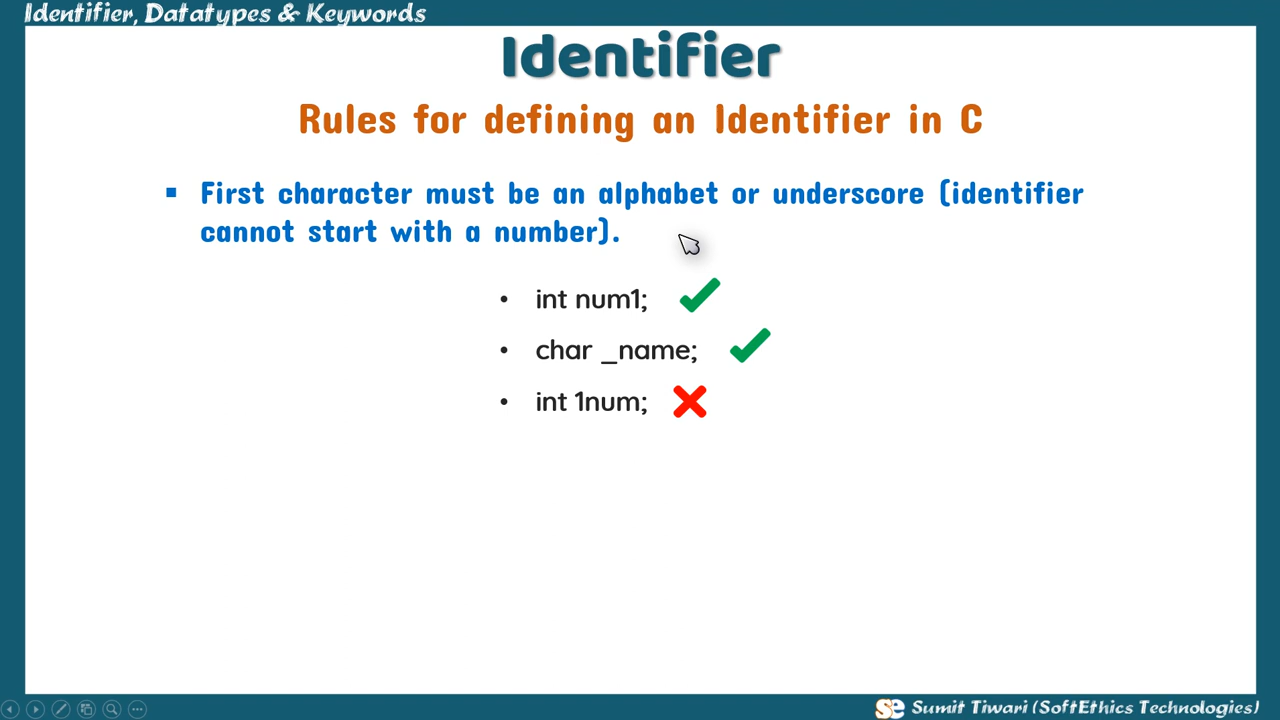 Identifier, Datatypes & Keywords
Identifier
Rules for defining an Identifier in C
▪ First character must be an alphabet or underscore (identifier
cannot start with a number).
• int num1;
• char _name;
• int 1num;
se Sumit Tiwari (SoftEthics Technologies)